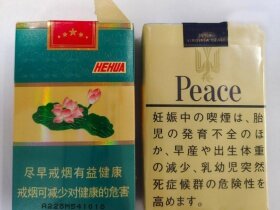 HEHUA
尽早戒烟有益健康
戒烟可减少对健康的危害
VIRGINIA BLEND
Peace
妊娠中の喫煙は、胎
児の発育不全のほ
か、早産や出生体重
の減少、乳幼児突然
死症候群の危険性を
高めます。